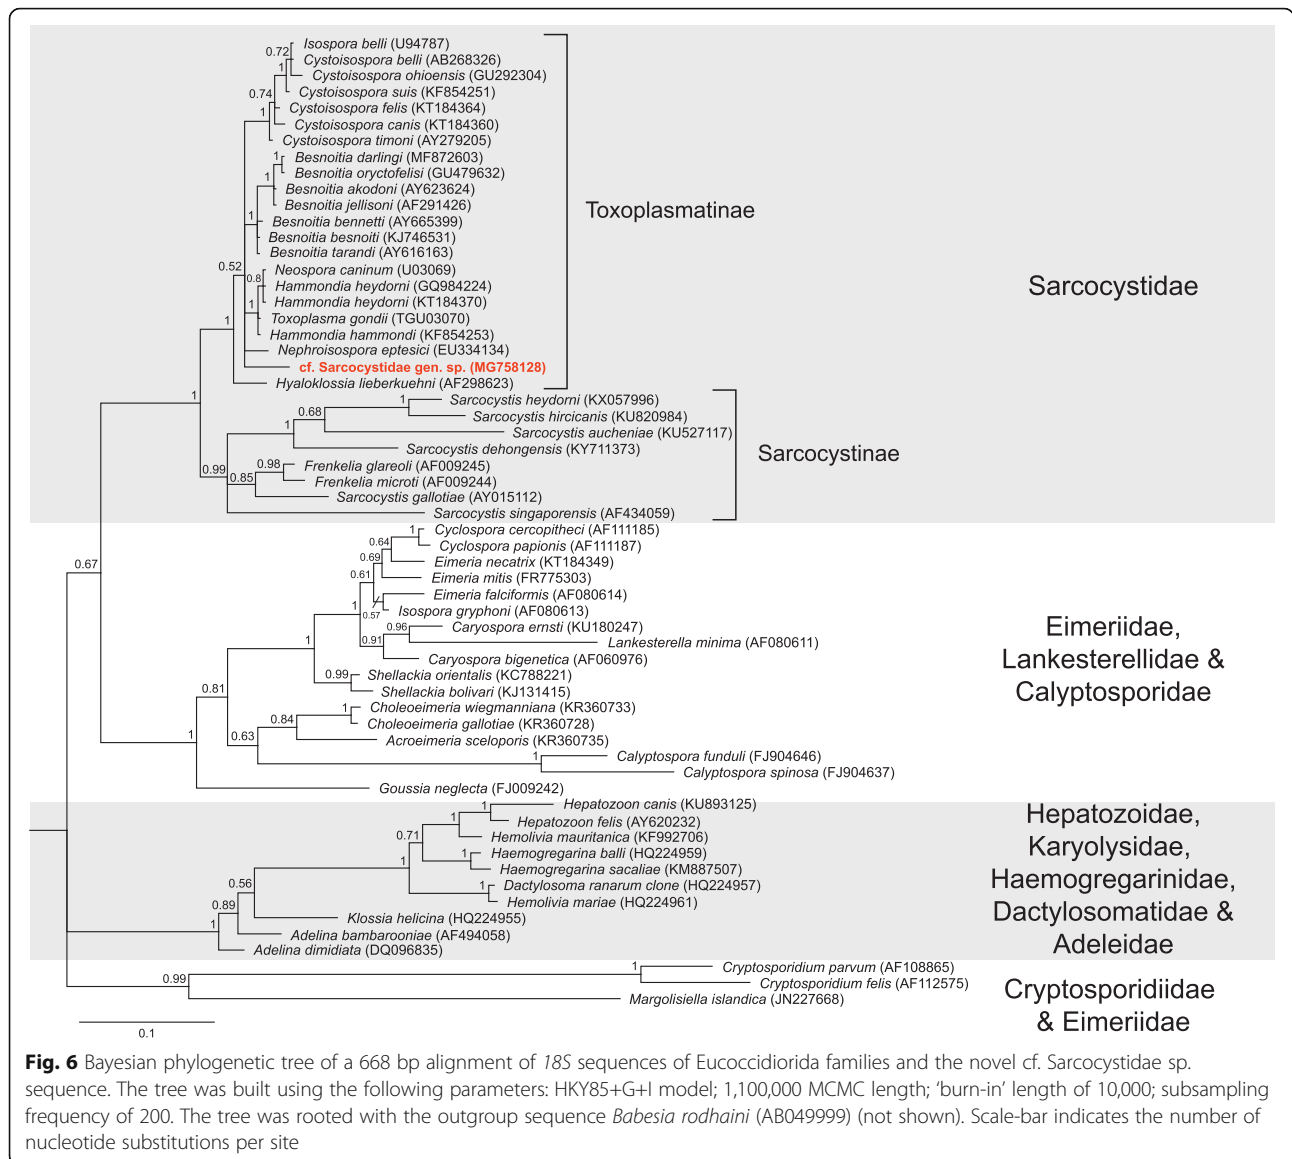 0.72
Isospora belli (U94787)
Cystoisospora belli (AB268326)
1
Cystoisospora ohioensis (GU292304)
0.74
Cystoisospora suis (KF854251)
Cystoisospora felis (KT184364)
1
Cystoisospora canis (KT184360)
Cystoisospora timoni (AY279205)
1
Besnoitia darlingi (MF872603)
Besnoitia oryctofelisi (GU479632)
1
Besnoitia akodoni (AY623624)
Besnoitia jellisoni (AF291426)
Toxoplasmatinae
1
Besnoitia bennetti (AY665399)
Besnoitia besnoiti (KJ746531)
Besnoitia tarandi (AY616163)
0.52
Neospora caninum (U03069)
0.8
Hammondia heydorni (GQ984224)
Sarcocystidae
Hammondia heydorni (KT184370)
1
Toxoplasma gondii (TGU03070)
1
Hammondia hammondi (KF854253)
Nephroisospora eptesici (EU334134)
cf. Sarcocystidae gen. sp. (MG758128)
Hyaloklossia lieberkuehni (AF298623)
1
1
Sarcocystis heydorni (KX057996)
0.68
Sarcocystis hircicanis (KU820984)
1
Sarcocystis aucheniae (KU527117)
Sarcocystis dehongensis (KY711373)
Sarcocystinae
0.99
0.85
0.98
Frenkelia glareoli (AF009245)
Frenkelia microti (AF009244)
Sarcocystis gallotiae (AY015112)
Sarcocystis singaporensis (AF434059)
1
Cyclospora cercopitheci (AF111185)
0.64
Cyclospora papionis (AF111187)
0.67
0.69
Eimeria necatrix (KT184349)
0.61
Eimeria mitis (FR775303)
Eimeria falciformis (AF080614)
1
0.57
Isospora gryphoni (AF080613)
0.96
Caryospora ernsti (KU180247)
1
0.91
Lankesterella minima (AF080611)
Caryospora bigenetica (AF060976)
Eimeriidae,
Lankesterellidae &
Calyptosporidae
0.99
Shellackia orientalis (KC788221)
0.81
Shellackia bolivari (KJ131415)
1
Choleoeimeria wiegmanniana (KR360733)
0.84
Choleoeimeria gallotiae (KR360728)
1
0.63
Acroeimeria sceloporis (KR360735)
1
Calyptospora funduli (FJ904646)
Calyptospora spinosa (FJ904637)
Goussia neglecta (FJ009242)
1
Hepatozoon canis (KU893125)
1
Hepatozoon felis (AY620232)
0.71
Hemolivia mauritanica (KF992706)
1
Haemogregarina balli (HQ224959)
1
Haemogregarina sacaliae (KM887507)
0.56
1
Dactylosoma ranarum clone (HQ224957)
Hemolivia mariae (HQ224961)
0.89
Klossia helicina (HQ224955)
1
Adelina bambarooniae (AF494058)
Adelina dimidiata (DQ096835)
Hepatozoidae,
Karyolysidae,
Haemogregarinidae,
Dactylosomatidae &
Adeleidae
0.99
1
Cryptosporidium parvum (AF108865)
Cryptosporidium felis (AF112575)
Margolisiella islandica (JN227668)
Cryptosporidiidae
& Eimeriidae
0.1
Fig. 6 Bayesian phylogenetic tree of a 668 bp alignment of 18S sequences of Eucoccidiorida families and the novel cf. Sarcocystidae sp.
sequence. The tree was built using the following parameters: HKY85+G+I model; 1,100,000 MCMC length; ‘burn-in’ length of 10,000; subsampling
frequency of 200. The tree was rooted with the outgroup sequence Babesia rodhaini (AB049999) (not shown). Scale-bar indicates the number of
nucleotide substitutions per site